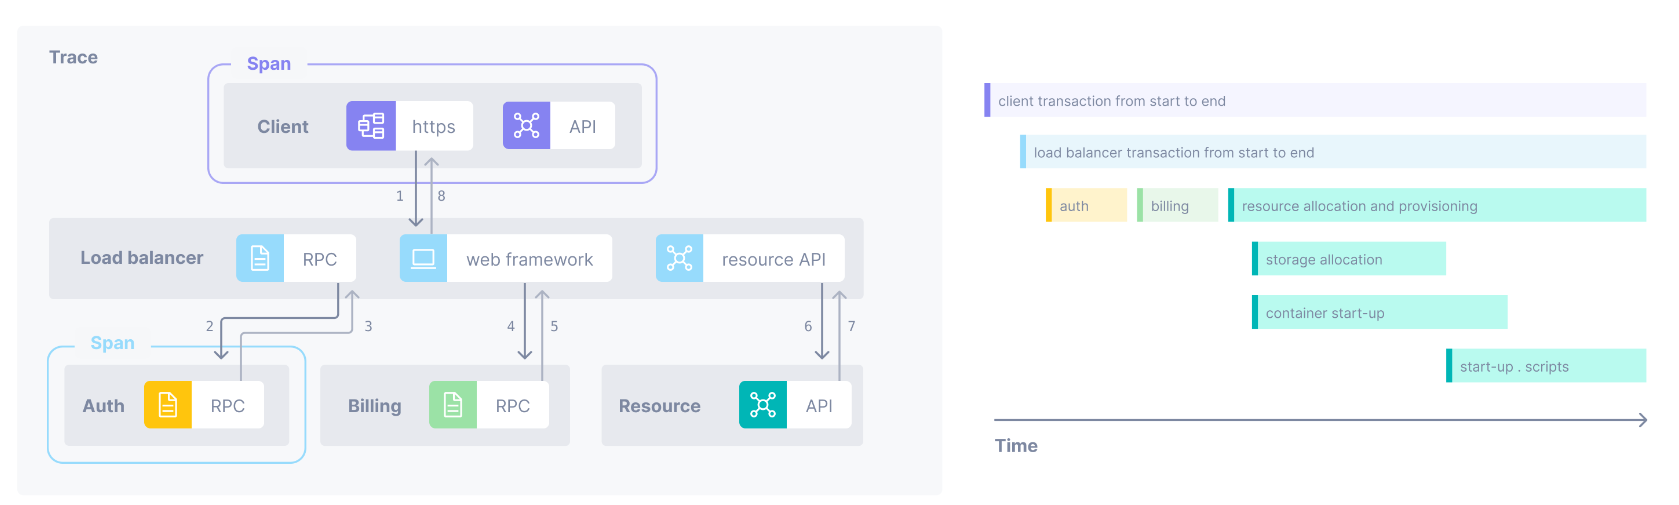 Trace
Span
Client
https
API
1
8
Load balancer
RPC
web framework
resource API
2
3
4
5
6
7
Span
Auth
RPC
Billing
RPC
Resource
API
client transaction from start to end
load balancer transaction from start to end
auth
billing
resource allocation and provisioning
storage allocation
container start-up
start-up . scripts
Time